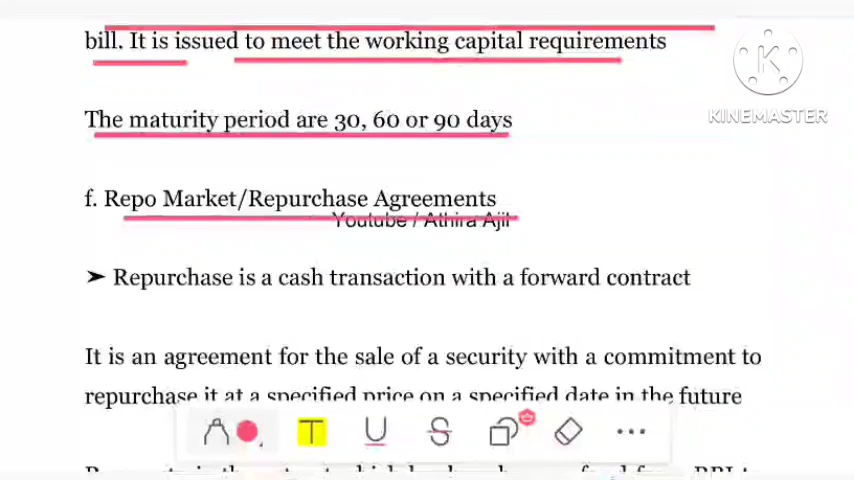 bill. It is issued to meet the working capital requirements
K
KINEMASTER
The maturity period are 30, 60 or 90 days
f. Repo Market/Repurchase Agreements
Youtube / Athira Ajil
➤ Repurchase is a cash transaction with a forward contract
It is an agreement for the sale of a security with a commitment to
repurchase it at a specified price on a specified date in the future
T U S